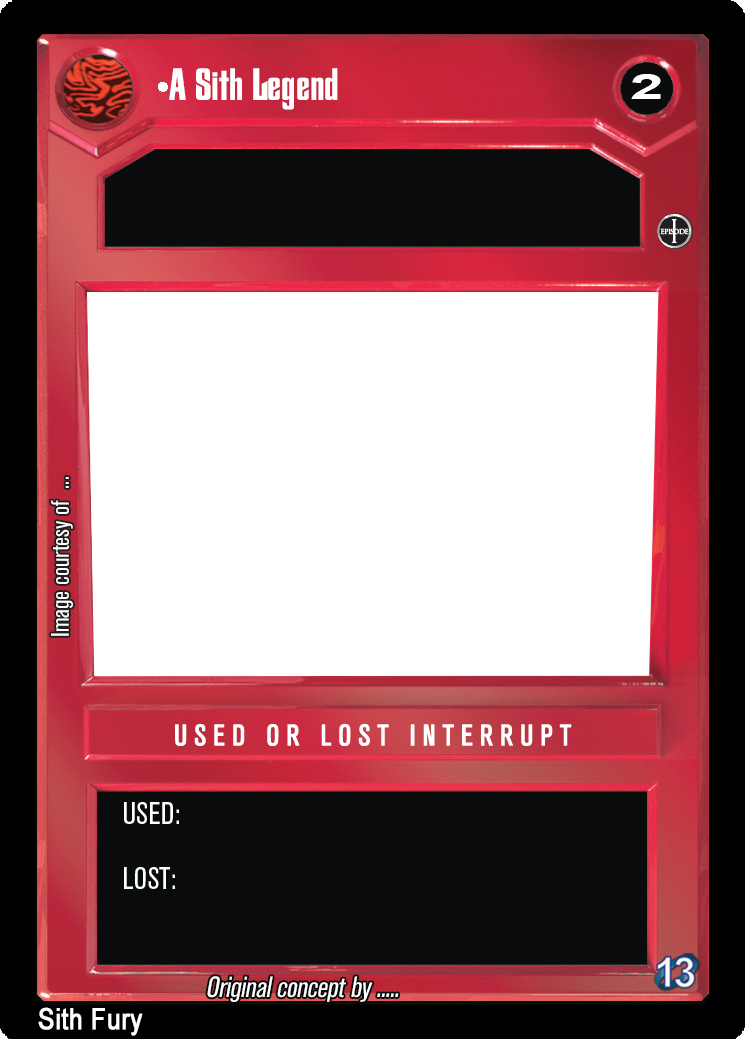 •A Sith Legend
2
EPISODE I
Image courtesy of ...
USED OR LOST INTERRUPT
USED:
LOST:
13
Original concept by .....
Sith Fury